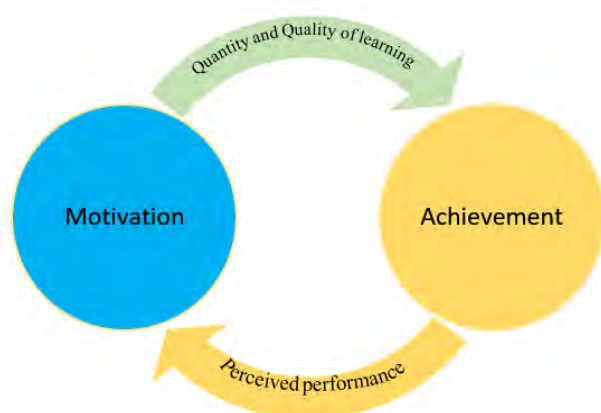 Quantity and Quality of learning
Motivation
Achievement
Perceived performance